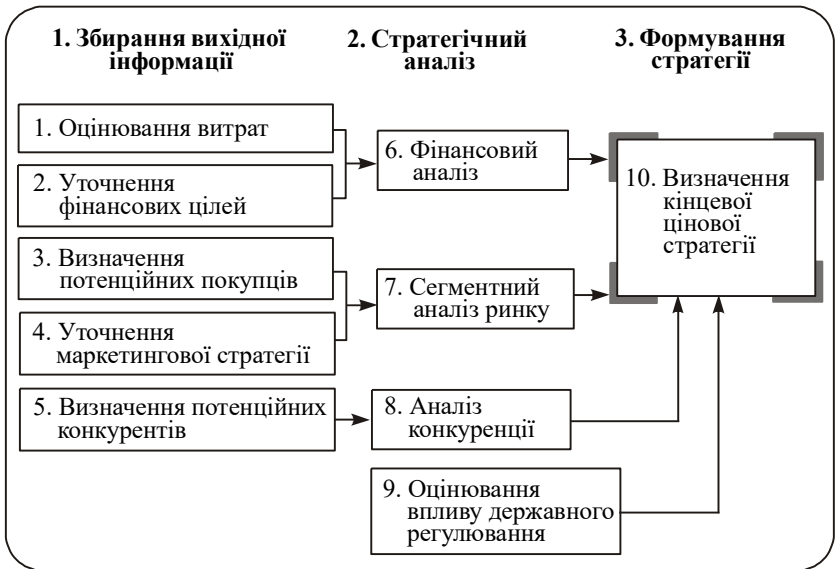 1. Збирання вихідної
інформації
2. Стратегічний
аналіз
3. Формування
стратегії
1. Оцінювання витрат
2. Уточнення
фінансових цілей
3. Визначення
потенційних покупців
4. Уточнення
маркетингової стратегії
5. Визначення потенційних
конкурентів
6. Фінансовий
аналіз
7. Сегментний
аналіз ринку
8. Аналіз
конкуренції
9. Оцінювання
впливу державного
регулювання
10. Визначення
кінцевої
цінової
стратегії